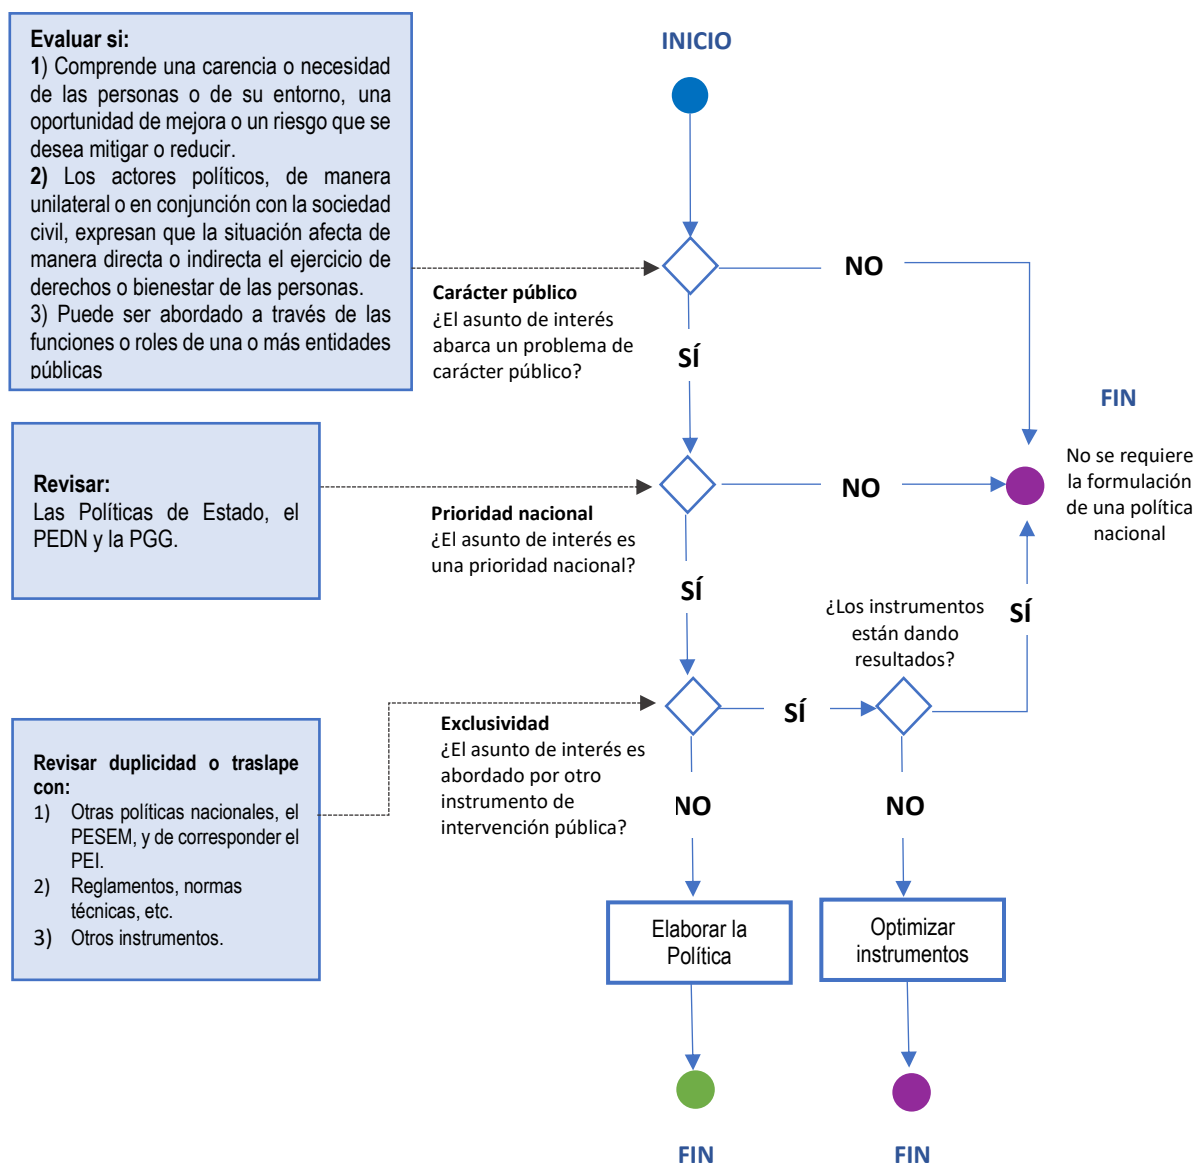 Evaluar si:
1) Comprende una carencia o necesidad
de las personas o de su entorno, una
oportunidad de mejora o un riesgo que se
desea mitigar o reducir.
2) Los actores políticos, de manera
unilateral o en conjunción con la sociedad
civil, expresan que la situación afecta de
manera directa o indirecta el ejercicio de
derechos o bienestar de las personas.
3) Puede ser abordado a través de las
funciones o roles de una o más entidades
públicas
INICIO
NO
Carácter público
¿El asunto de interés
abarca un problema de
carácter público?
SÍ
FIN
No se requiere
la formulación
de una política
nacional
Revisar:
Las Políticas de Estado, el
PEDN y la PGG.
NO
Prioridad nacional
¿El asunto de interés es
una prioridad nacional?
SÍ
¿Los instrumentos
están dando
resultados?
SÍ
Revisar duplicidad o traslape
con:
1) Otras políticas nacionales, el
PESEM, y de corresponder el
PEI.
2) Reglamentos, normas
técnicas, etc.
3) Otros instrumentos.
Exclusividad
¿El asunto de interés es
abordado por otro
instrumento de
intervención pública?
SÍ
NO
NO
Elaborar la
Política
Optimizar
instrumentos
FIN
FIN